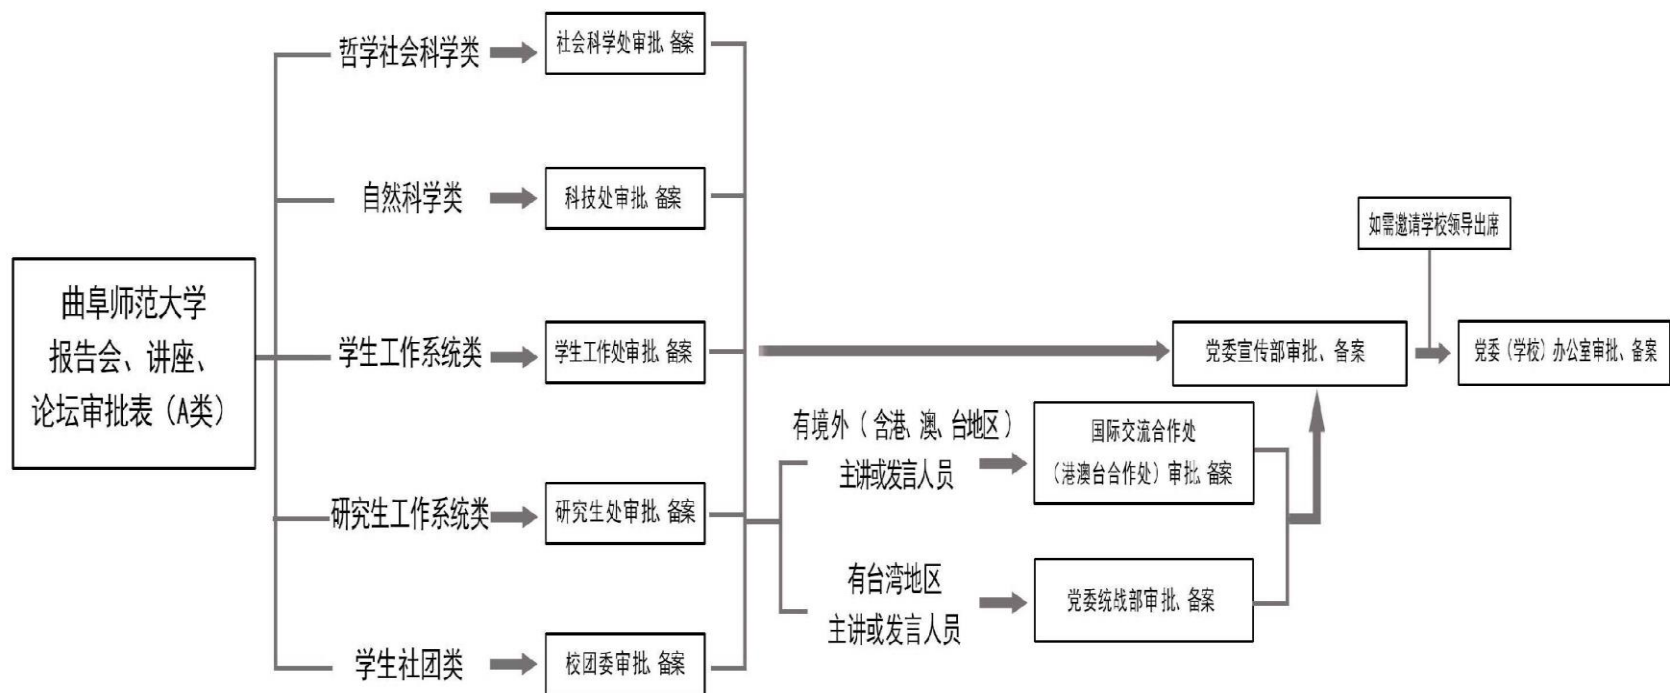 曲阜师范大学
报告会、讲座、
论坛审批表（A类）
哲学社会科学类
社会科学处审批、备案
自然科学类
科技处审批、备案
学生工作系统类
学生工作处审批、备案
研究生工作系统类
研究生处审批、备案
学生社团类
校团委审批、备案
有境外（含港、澳、台地区）
主讲或发言人员
国际交流合作处
（港澳台合作处）审批、备案
有台湾地区
主讲或发言人员
党委统战部审批、备案
党委宣传部审批、备案
如需邀请学校领导出席
党委（学校）办公室审批、备案